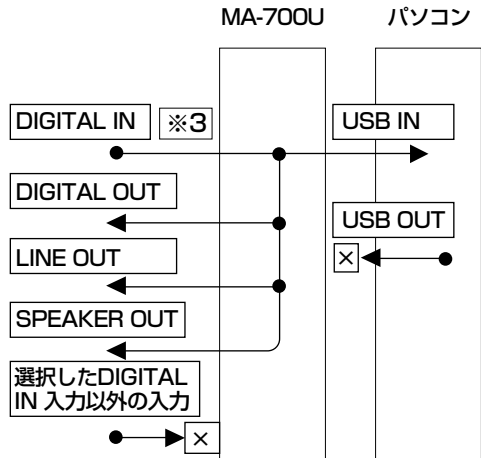 MA-700U パソコン
DIGITAL IN ※3 USB IN
DIGITAL OUT
USB OUT
LINE OUT
×
SPEAKER OUT
選択したDIGITAL
IN 入力以外の入力
×